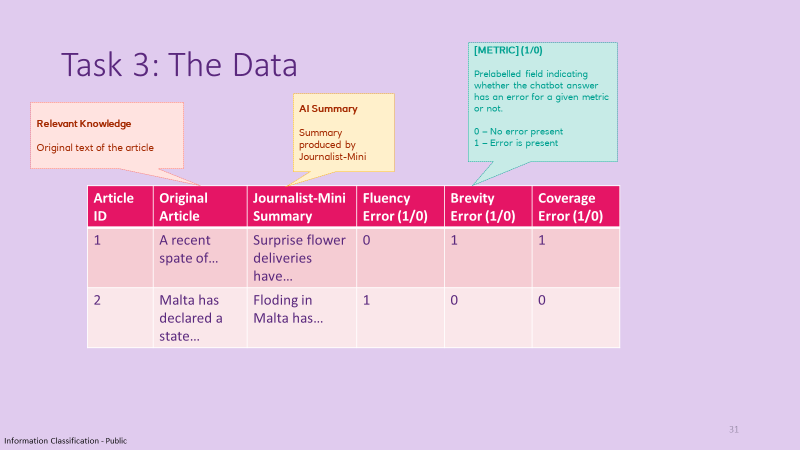 Task 3: The Data
[METRIC] (1/0)
Prelabelled field indicating
whether the chatbot answer
has an error for a given metric
or not.
0 – No error present
1 – Error is present
AI Summary
Summary
produced by
Journalist-Mini
Relevant Knowledge
Original text of the article
Article ID | Original Article | Journalist-Mini Summary | Fluency Error (1/0) | Brevity Error (1/0) | Coverage Error (1/0)
1 | A recent spate of... | Surprise flower deliveries have... | 0 | 1 | 1
2 | Malta has declared a state... | Floding in Malta has... | 1 | 0 | 0
31
Information Classification - Public